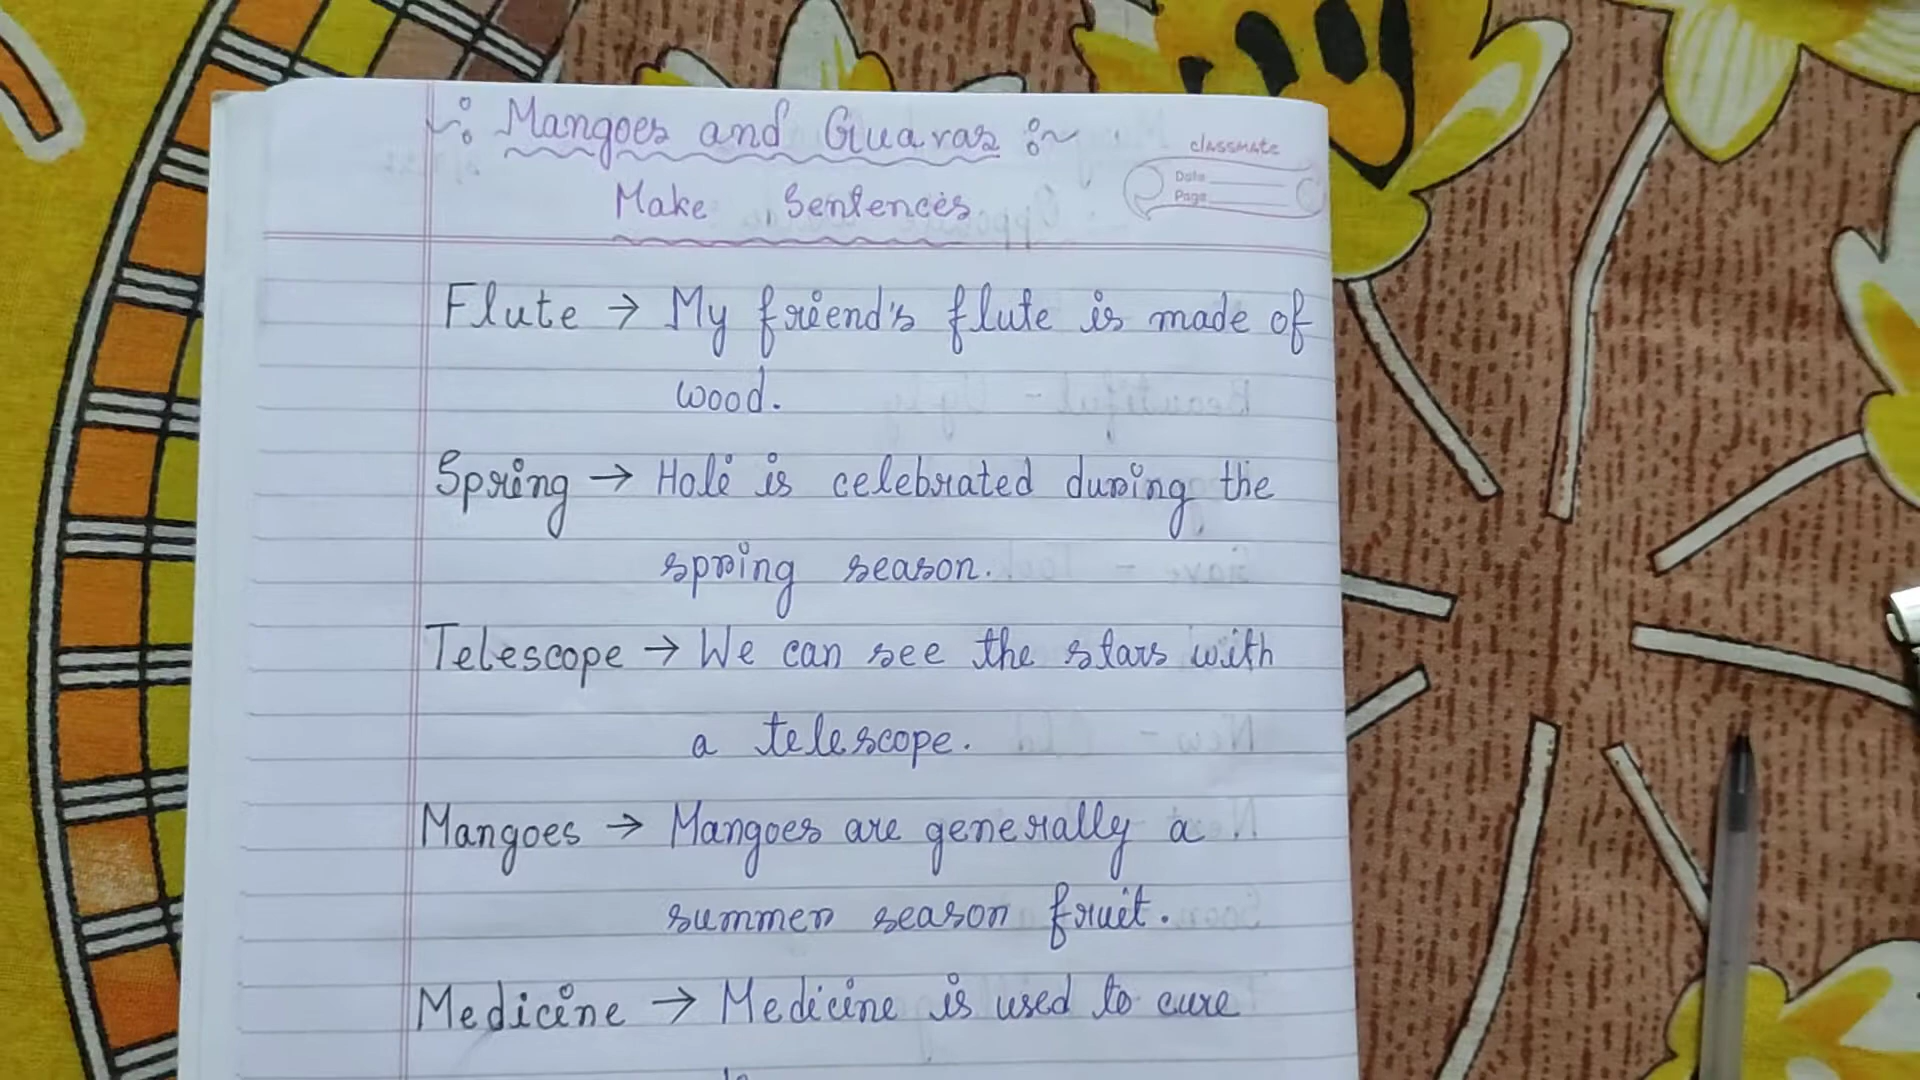 Mangoes and Guavas
classmate
Date
Page
Make Sentences
Flute → My friend's flute is made of
wood.
Spring → Holi is celebrated during the
spring season.
Telescope → We can see the stars with
a telescope.
Mangoes → Mangoes are generally a
summer season fruit.
Medicine → Medicine is used to cure